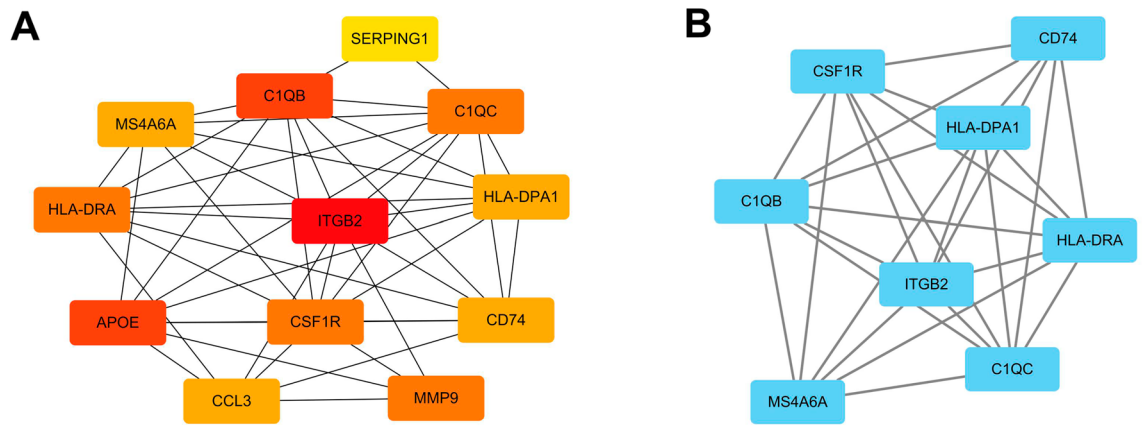 A
SERPING1
C1QB
C1QC
MS4A6A
HLA-DRA
HLA-DPA1
ITGB2
APOE
CSF1R
CD74
CCL3
MMP9
B
CD74
CSF1R
HLA-DPA1
C1QB
HLA-DRA
ITGB2
C1QC
MS4A6A